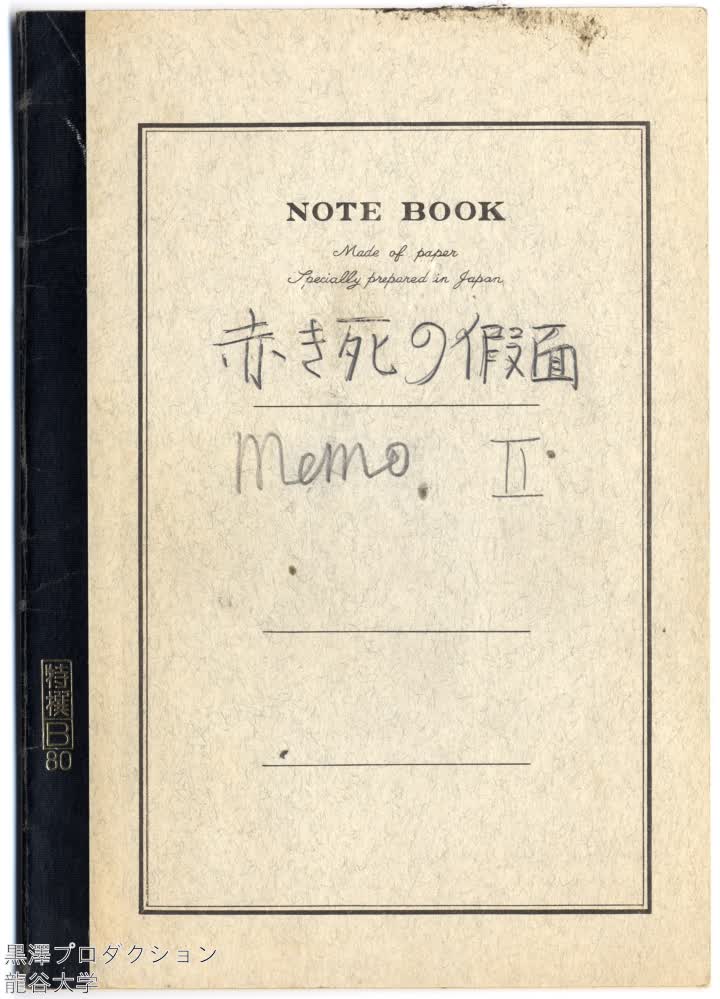 NOTE BOOK
Made of paper
Specially prepared in Japan
赤き死の假面
Memo. II
特撰
B
80
黒澤プロダクション
龍谷大学